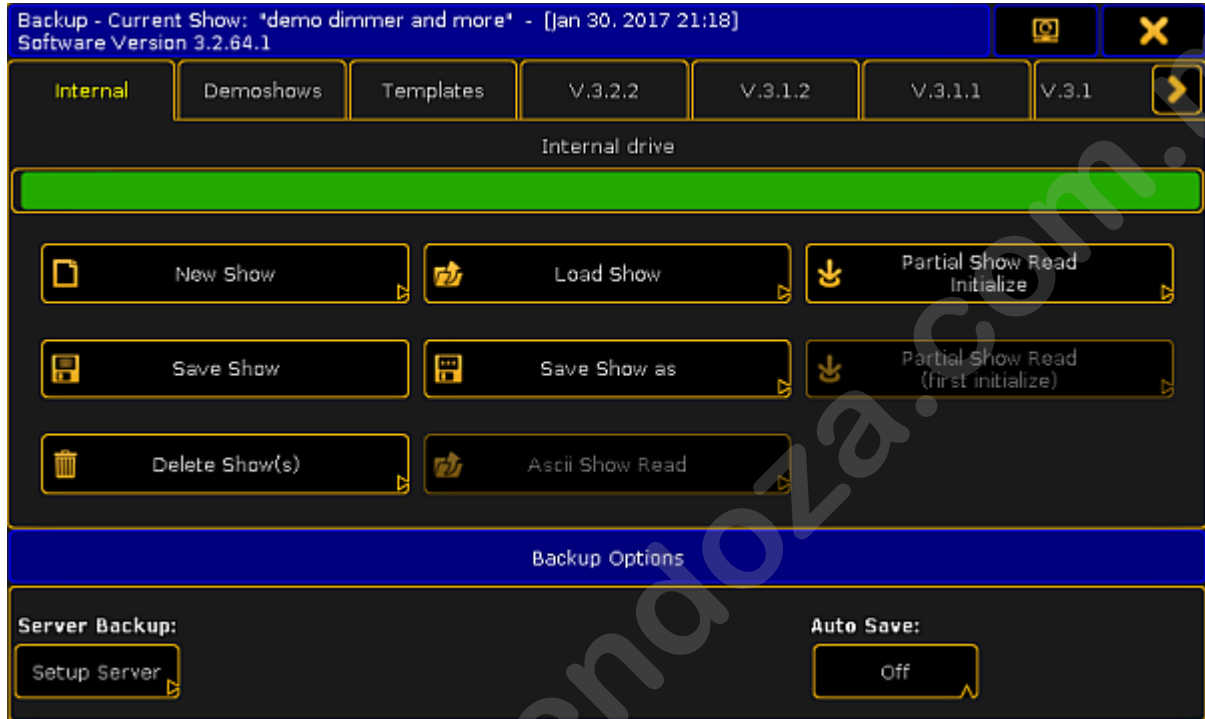 Backup - Current Show: "demo dimmer and more" - [Jan 30. 2017 21:18]
Software Version 3.2.64.1
Internal Demoshows Templates V.3.2.2 V.3.1.2 V.3.1.1 V.3.1
Internal drive
New Show Load Show Partial Show Read
Initialize
Save Show Save Show as Partial Show Read
(first initialize)
Delete Show(s) Ascii Show Read
Backup Options
Server Backup: Auto Save:
Setup Server Off